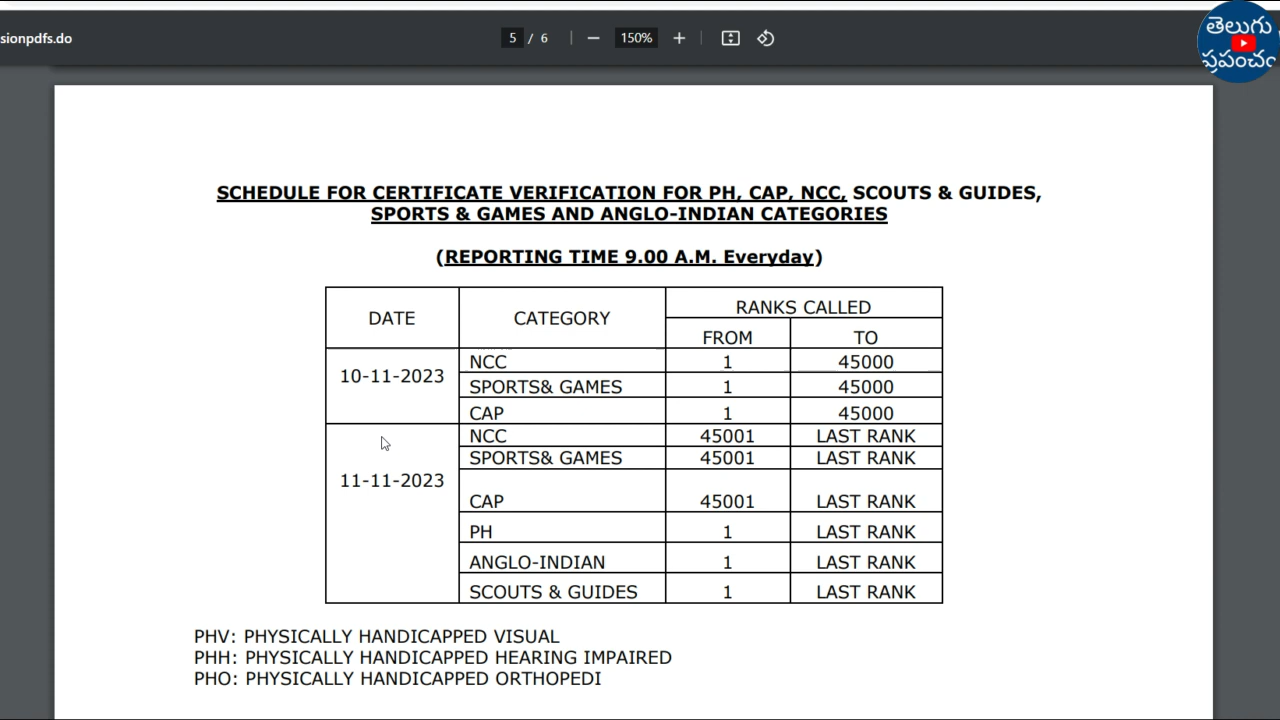 sionpdfs.do
5 / 6
150%
తెలుగు
ప్రపంచం
SCHEDULE FOR CERTIFICATE VERIFICATION FOR PH, CAP, NCC, SCOUTS & GUIDES,
SPORTS & GAMES AND ANGLO-INDIAN CATEGORIES
(REPORTING TIME 9.00 A.M. Everyday)
DATE CATEGORY RANKS CALLED
FROM TO
10-11-2023
NCC 1 45000
SPORTS& GAMES 1 45000
CAP 1 45000
11-11-2023
NCC 45001 LAST RANK
SPORTS& GAMES 45001 LAST RANK
CAP 45001 LAST RANK
PH 1 LAST RANK
ANGLO-INDIAN 1 LAST RANK
SCOUTS & GUIDES 1 LAST RANK
PHV: PHYSICALLY HANDICAPPED VISUAL
PHH: PHYSICALLY HANDICAPPED HEARING IMPAIRED
PHO: PHYSICALLY HANDICAPPED ORTHOPEDI